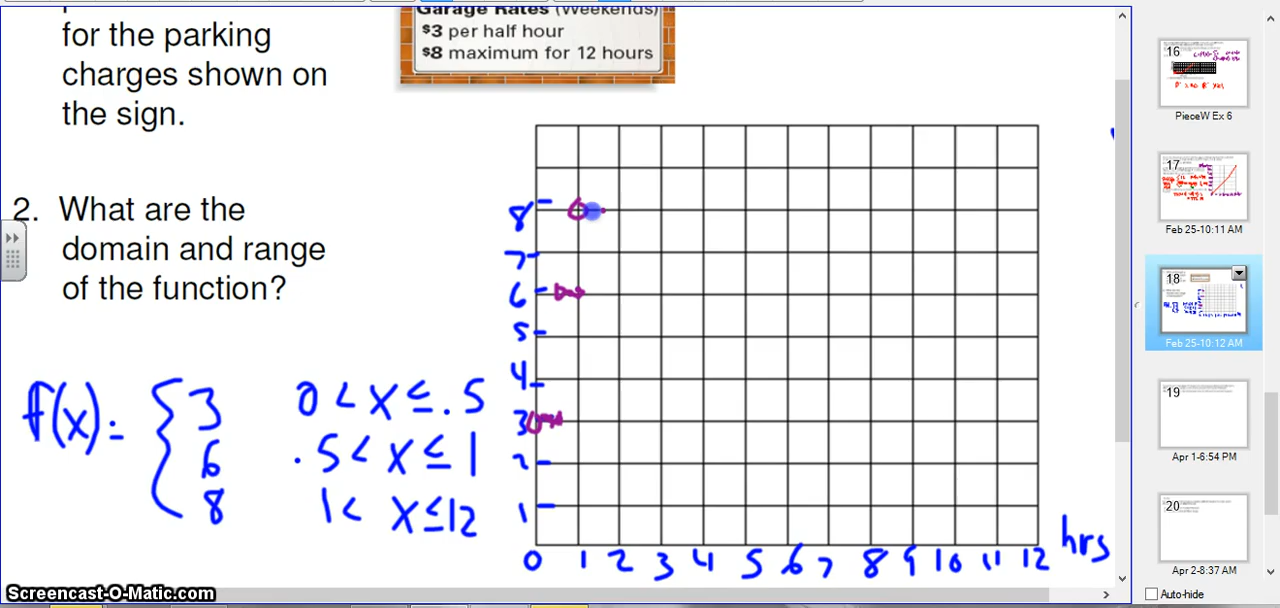 for the parking
charges shown on
the sign.
Garage Rates (Weekends)
$3 per half hour
$8 maximum for 12 hours
2. What are the
domain and range
of the function?
f(x) = { 3 0 < x ≤ .5
6 .5 < x ≤ 1
8 1 < x ≤ 12
8
7
6
5
4
3
2
1
0 1 2 3 4 5 6 7 8 9 10 11 12 hrs
16
PieceW Ex 6
17
Feb 25-10:11 AM
18
Feb 25-10:12 AM
19
Apr 1-6:54 PM
20
Apr 2-8:37 AM
Auto-hide
Screencast-O-Matic.com